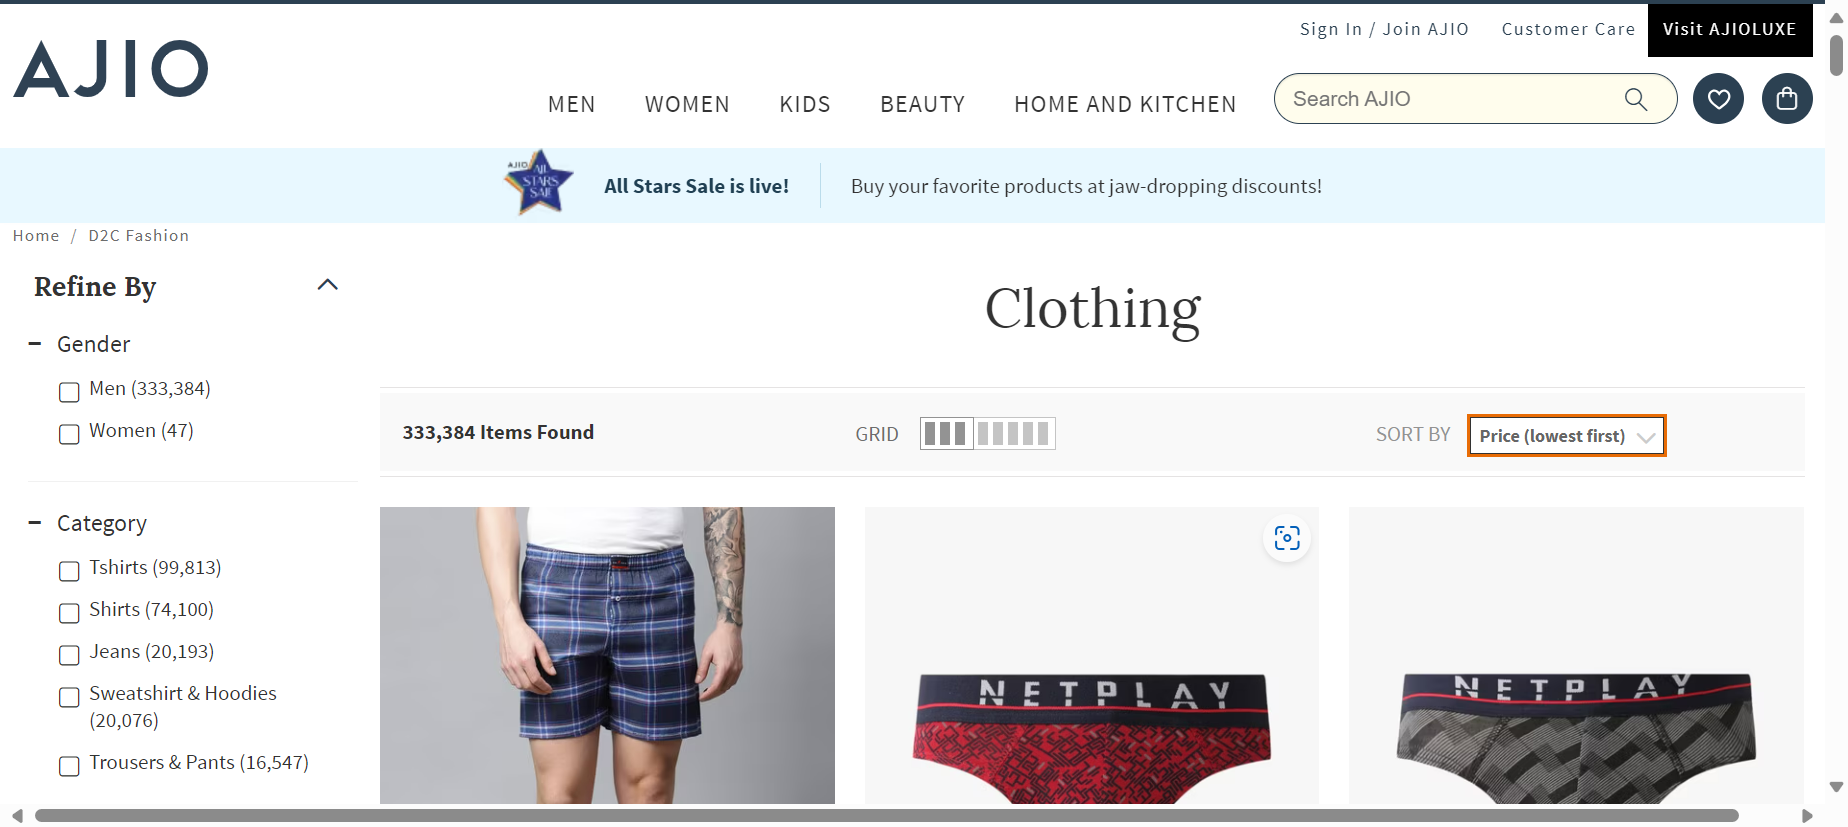 Sign In / Join AJIO
Customer Care
Visit AJIOLUXE
AJIO
MEN
WOMEN
KIDS
BEAUTY
HOME AND KITCHEN
Search AJIO
AJIO
ALL
STARS
SALE
All Stars Sale is live!
Buy your favorite products at jaw-dropping discounts!
Home / D2C Fashion
Refine By
Clothing
Gender
Men (333,384)
Women (47)
333,384 Items Found
GRID
SORT BY
Price (lowest first)
Category
Tshirts (99,813)
Shirts (74,100)
Jeans (20,193)
Sweatshirt & Hoodies
(20,076)
Trousers & Pants (16,547)
NETPLAY
NETPLAY